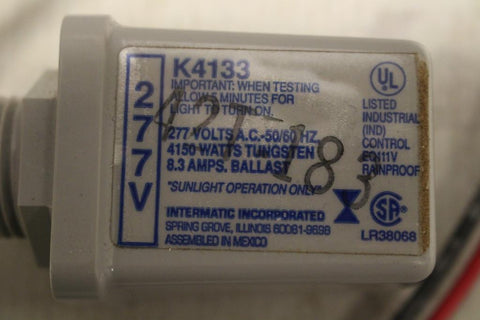 277V
K4133
IMPORTANT: WHEN TESTING
ALLOW 5 MINUTES FOR
LIGHT TO TURN ON.
277 VOLTS A.C.-50/60 HZ
4150 WATTS TUNGSTEN
8.3 AMPS. BALLAST
"SUNLIGHT OPERATION ONLY"
INTERMATIC INCORPORATED
SPRING GROVE, ILLINOIS 60081-9698
ASSEMBLED IN MEXICO
UL
LISTED
INDUSTRIAL
(IND)
CONTROL
RAINPROOF
SA
LR38068